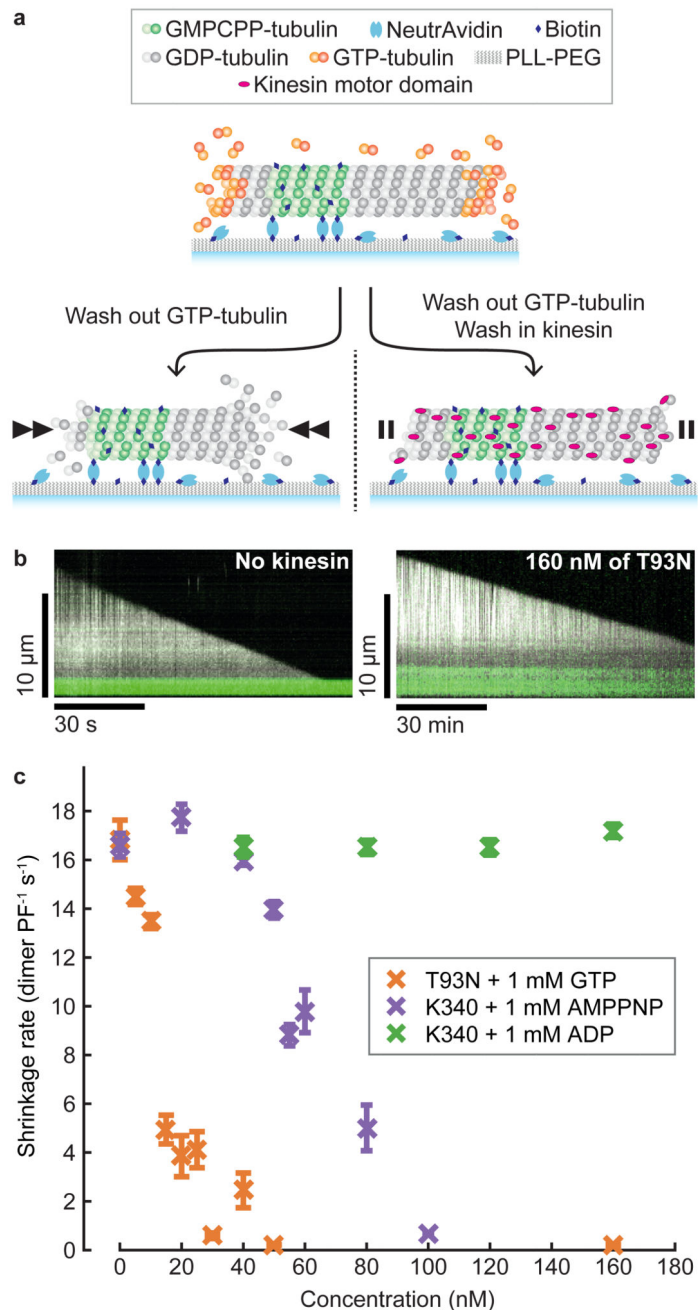 a
GMPCPP-tubulin NeutrAvidin Biotin
GDP-tubulin GTP-tubulin PLL-PEG
Kinesin motor domain
Wash out GTP-tubulin
Wash out GTP-tubulin
Wash in kinesin
b
No kinesin
10 µm
30 s
160 nM of T93N
10 µm
30 min
c
Shrinkage rate (dimer PF⁻¹ s⁻¹)
18
16
14
12
10
8
6
4
2
0
T93N + 1 mM GTP
K340 + 1 mM AMPPNP
K340 + 1 mM ADP
0 20 40 60 80 100 120 140 160 180
Concentration (nM)